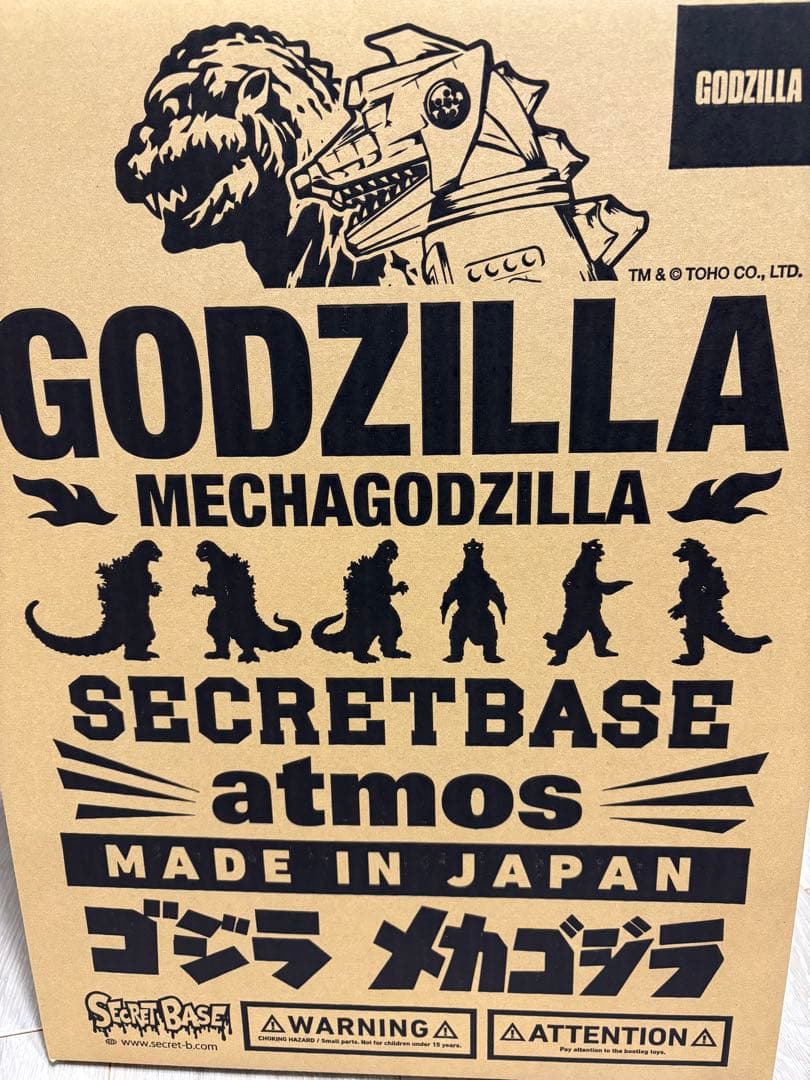 GODZILLA
TM & © TOHO CO., LTD.
GODZILLA
MECHAGODZILLA
SECRETBASE
atmos
MADE IN JAPAN
ゴジラ メカゴジラ
SECRET BASE
www.secret-b.com
WARNING
CHOKING HAZARD / Small parts. Not for children under 15 years.
ATTENTION
Pay attention to the bootleg toys.